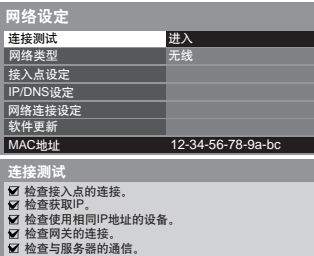 网络设定
连接测试 进入
网络类型 无线
接入点设定
IP/DNS设定
网络连接设定
软件更新
MAC地址 12-34-56-78-9a-bc
连接测试
检查接入点的连接。
检查获取IP。
检查使用相同IP地址的设备。
检查网关的连接。
检查与服务器的通信。